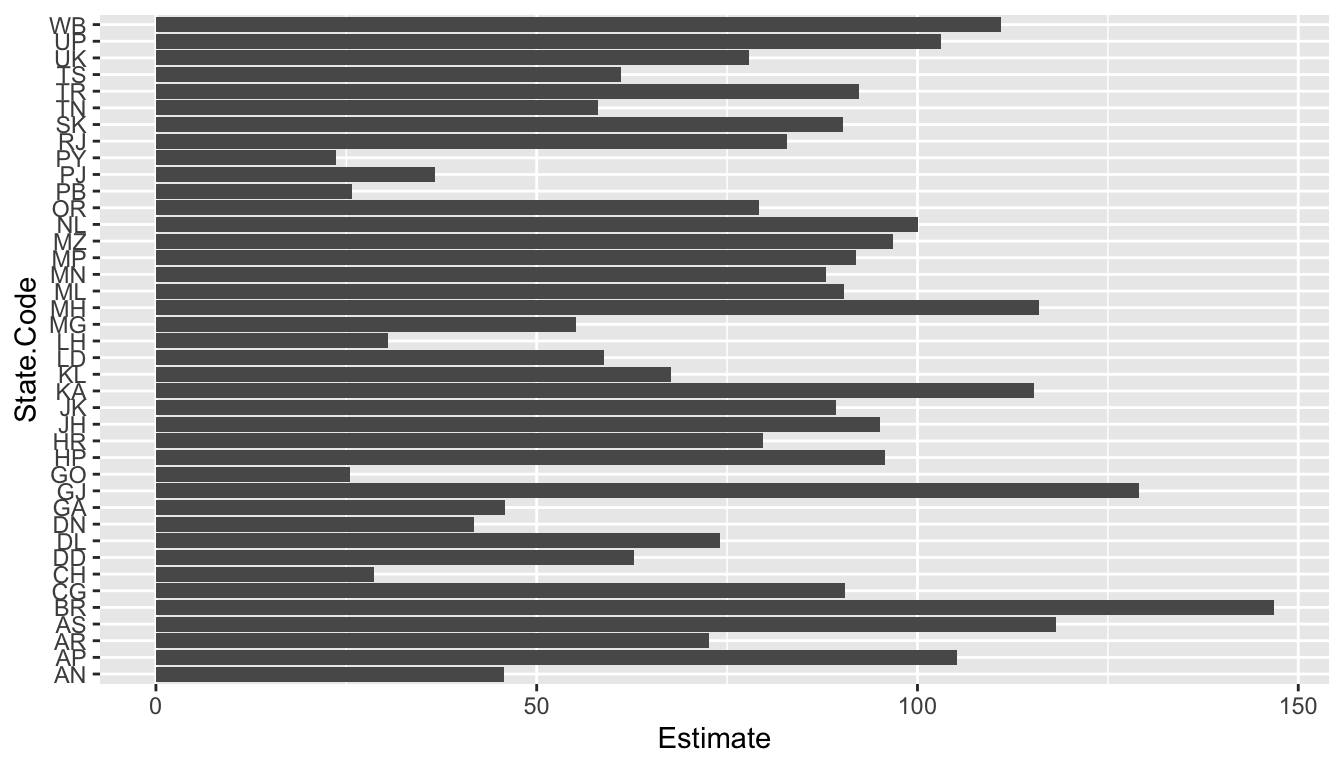 WB
UP
UK
TS
TR
TN
SK
RJ
PY
PJ
PB
OR
NL
MZ
MP
MN
ML
MH
MG
LH
LD
KL
KA
JK
JH
HR
HP
GO
GJ
GA
DN
DL
DD
CH
CG
BR
AS
AR
AP
AN
State.Code
0 50 100 150
Estimate